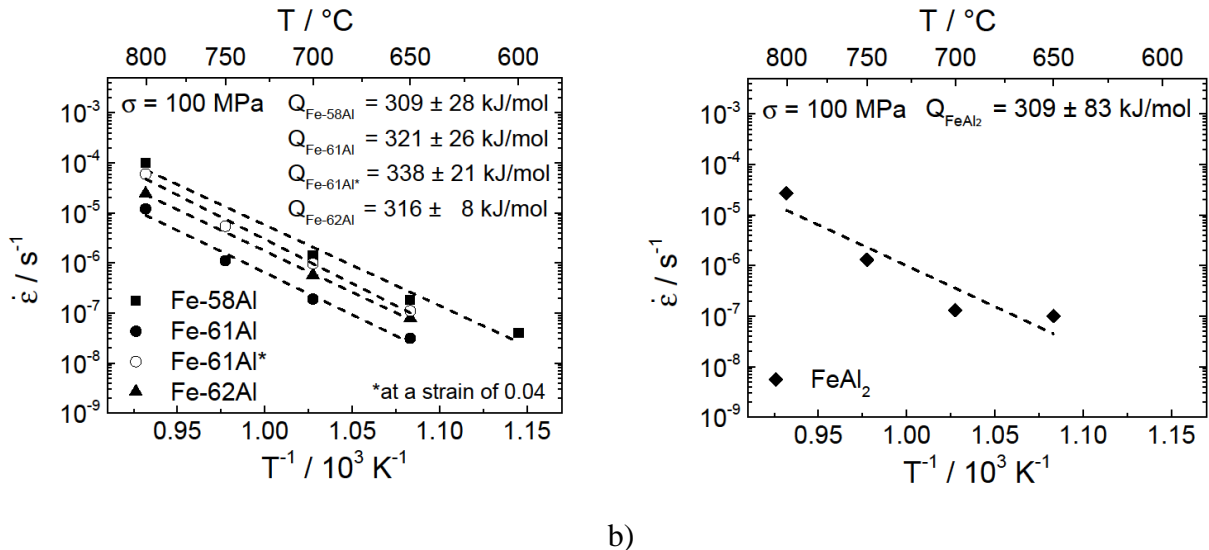 T / °C
800 750 700 650 600
σ = 100 MPa
Q_Fe-58Al = 309 ± 28 kJ/mol
Q_Fe-61Al = 321 ± 26 kJ/mol
Q_Fe-61Al* = 338 ± 21 kJ/mol
Q_Fe-62Al = 316 ± 8 kJ/mol
10⁻³
10⁻⁴
10⁻⁵
10⁻⁶
10⁻⁷
10⁻⁸
10⁻⁹
ε̇ / s⁻¹
Fe-58Al
Fe-61Al
Fe-61Al*
Fe-62Al
*at a strain of 0.04
0.95 1.00 1.05 1.10 1.15
T⁻¹ / 10³ K⁻¹
T / °C
800 750 700 650 600
σ = 100 MPa Q_FeAl₂ = 309 ± 83 kJ/mol
10⁻³
10⁻⁴
10⁻⁵
10⁻⁶
10⁻⁷
10⁻⁸
10⁻⁹
ε̇ / s⁻¹
FeAl₂
0.95 1.00 1.05 1.10 1.15
T⁻¹ / 10³ K⁻¹
b)